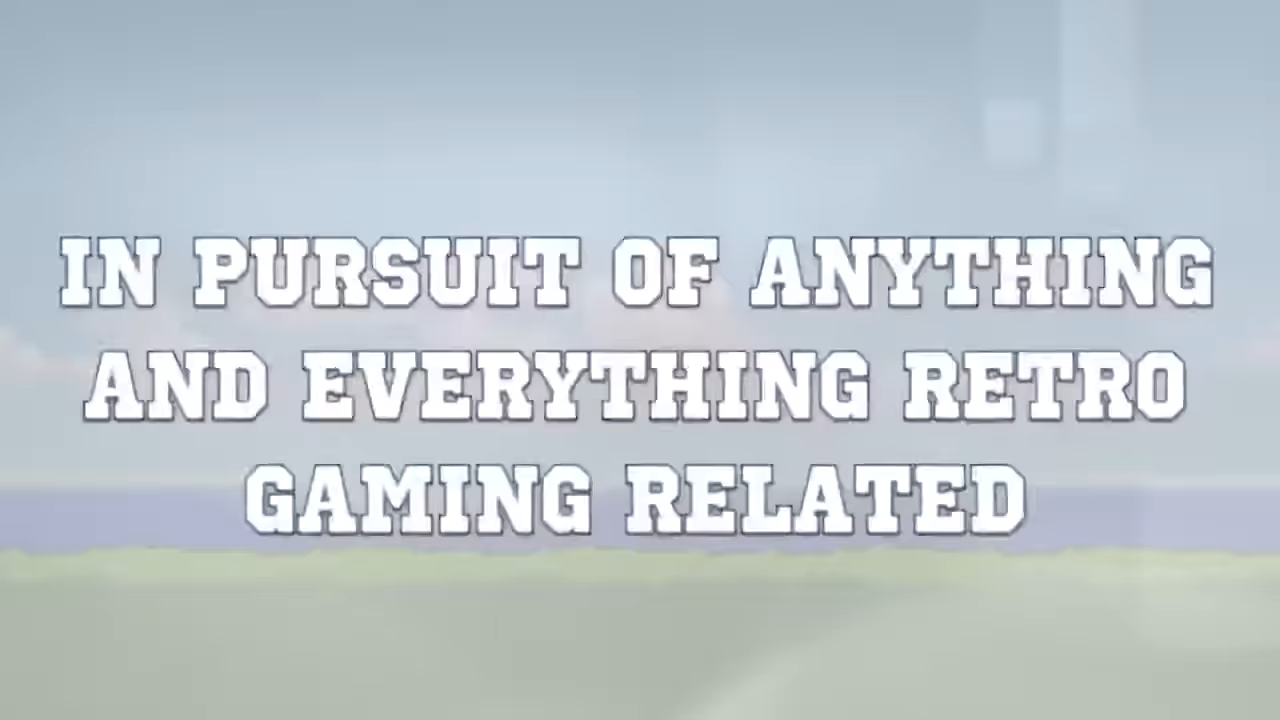 IN PURSUIT OF ANYTHING
AND EVERYTHING RETRO
GAMING RELATED